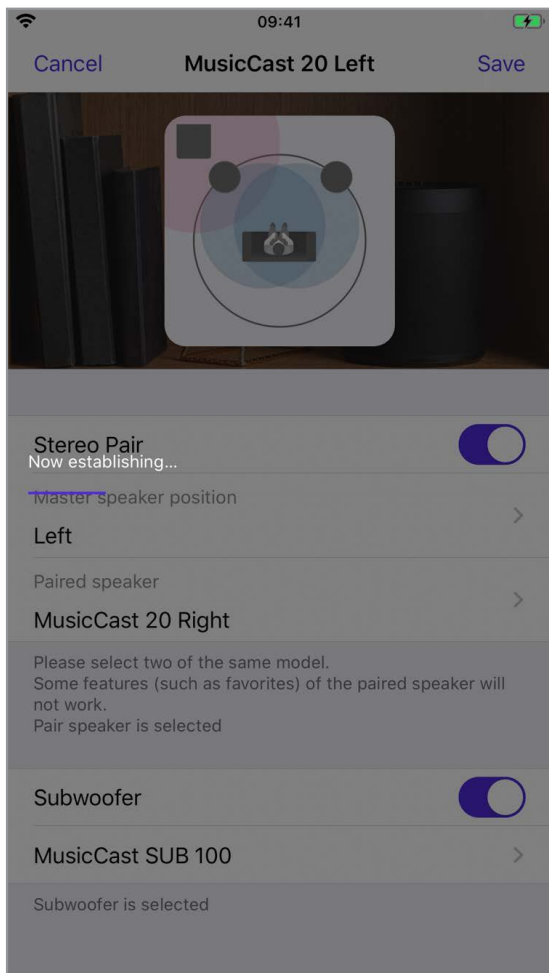 09:41
Cancel MusicCast 20 Left Save
Stereo Pair
Now establishing...
Master speaker position
Left
Paired speaker
MusicCast 20 Right
Please select two of the same model.
Some features (such as favorites) of the paired speaker will
not work.
Pair speaker is selected
Subwoofer
MusicCast SUB 100
Subwoofer is selected